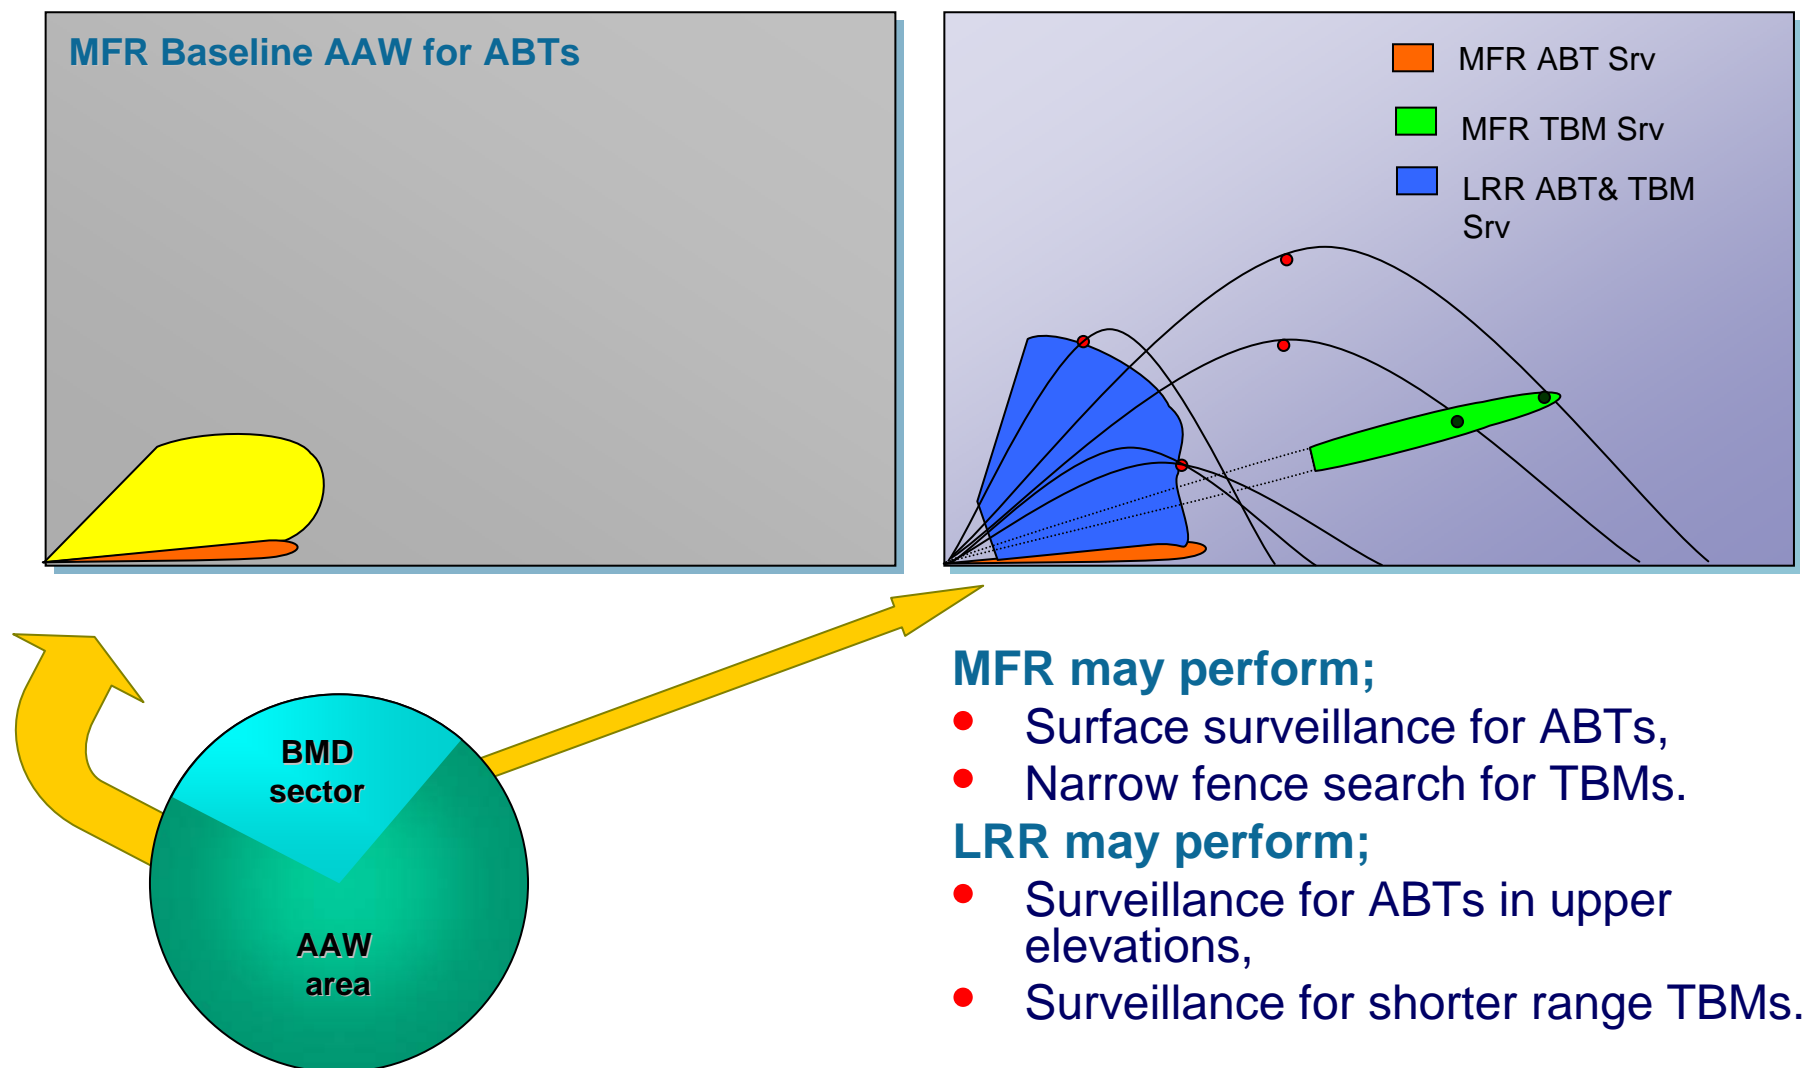 MFR Baseline AAW for ABTs
MFR ABT Srv
MFR TBM Srv
LRR ABT& TBM
Srv
BMD
sector
AAW
area
MFR may perform;
● Surface surveillance for ABTs,
● Narrow fence search for TBMs.
LRR may perform;
● Surveillance for ABTs in upper
elevations,
● Surveillance for shorter range TBMs.